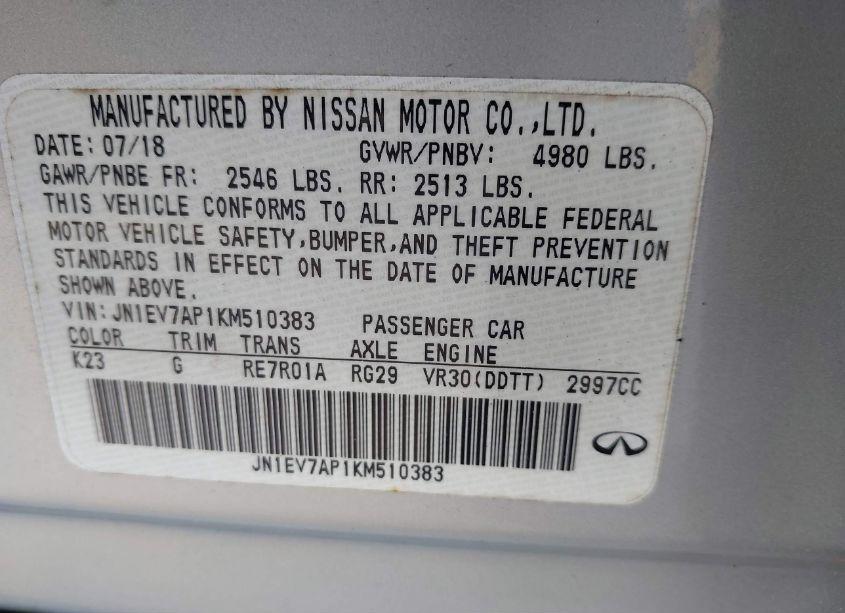 MANUFACTURED BY NISSAN MOTOR CO.,LTD.
DATE: 07/18 GVWR/PNBV: 4980 LBS.
GAWR/PNBE FR: 2546 LBS. RR: 2513 LBS.
THIS VEHICLE CONFORMS TO ALL APPLICABLE FEDERAL
MOTOR VEHICLE SAFETY,BUMPER,AND THEFT PREVENTION
STANDARDS IN EFFECT ON THE DATE OF MANUFACTURE
SHOWN ABOVE.
VIN:JN1EV7AP1KM510383 PASSENGER CAR
COLOR TRIM TRANS AXLE ENGINE
K23 G RE7R01A RG29 VR30(DDTT) 2997CC
JN1EV7AP1KM510383